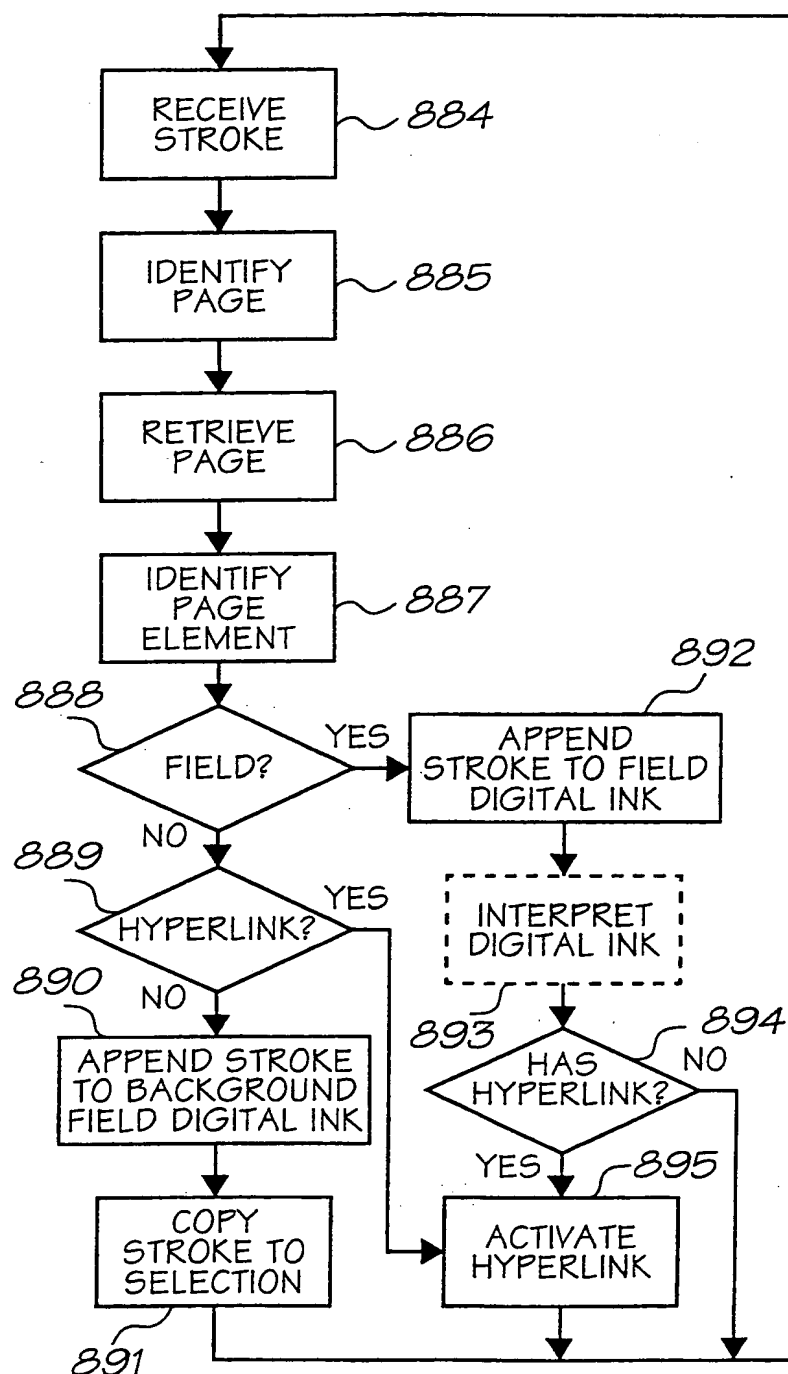 RECEIVE
STROKE
884
IDENTIFY
PAGE
885
RETRIEVE
PAGE
886
IDENTIFY
PAGE
ELEMENT
887
888
FIELD?
YES
NO
892
APPEND
STROKE TO FIELD
DIGITAL INK
889
HYPERLINK?
YES
NO
INTERPRET
DIGITAL INK
893
890
APPEND STROKE
TO BACKGROUND
FIELD DIGITAL INK
894
HAS
HYPERLINK?
NO
YES
895
COPY
STROKE TO
SELECTION
891
ACTIVATE
HYPERLINK